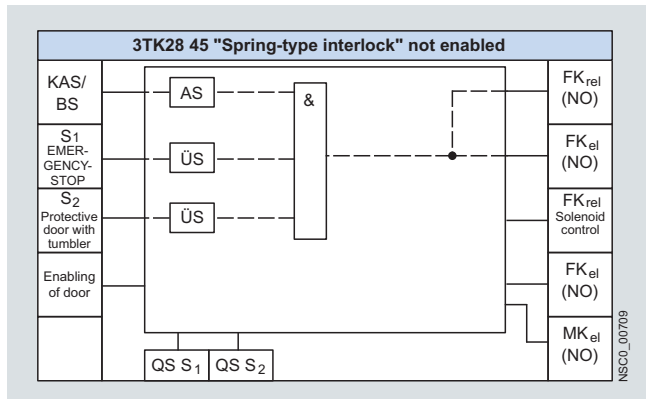 3TK28 45 "Spring-type interlock" not enabled
KAS/
BS
S1
EMER-
GENCY-
STOP
S2
Protective
door with
tumbler
Enabling
of door
AS
ÜS
ÜS
&
FKrel
(NO)
FKel
(NO)
FKrel
Solenoid
control
FKel
(NO)
MKel
(NO)
QS S1
QS S2
NSC0_00709